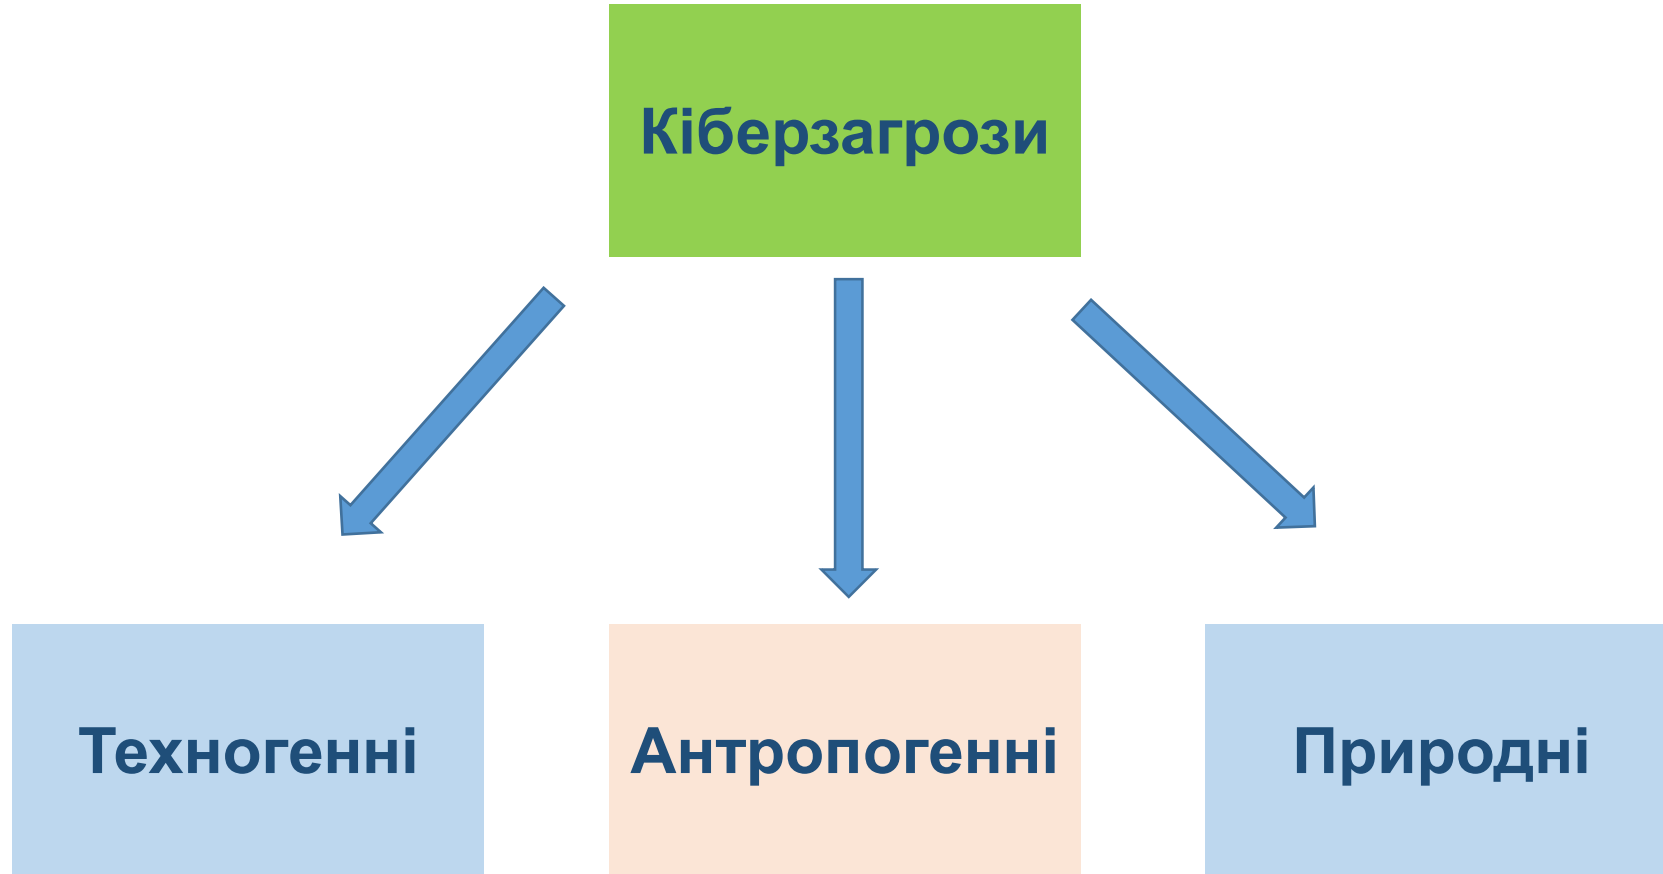 Кіберзагрози
Техногенні
Антропогенні
Природні